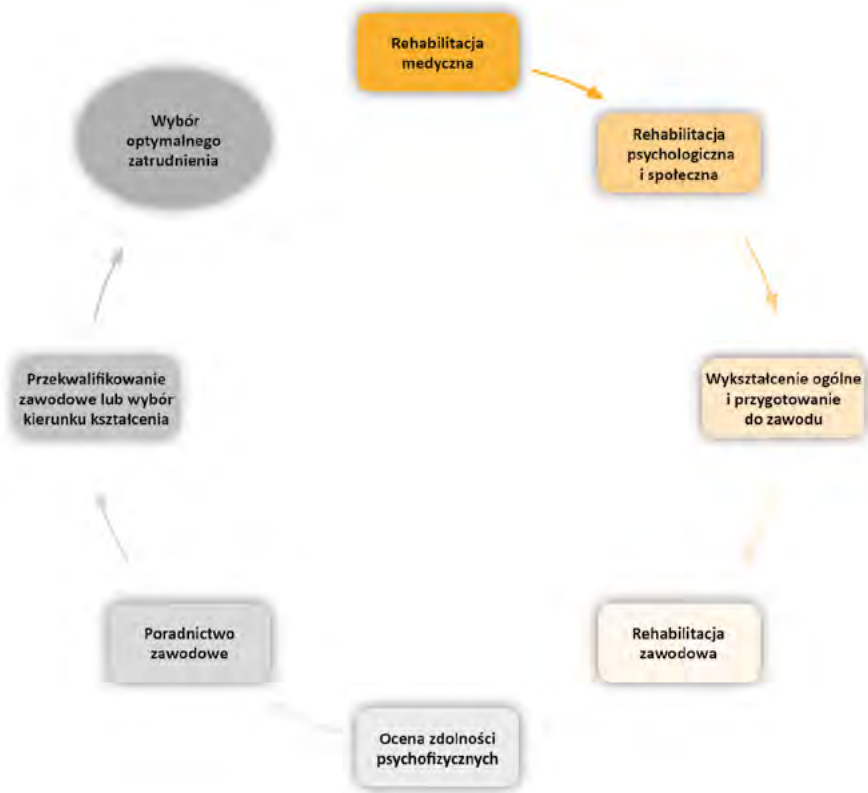 Rehabilitacja
medyczna
Rehabilitacja
psychologiczna
i społeczna
Wykształcenie ogólne
i przygotowanie
do zawodu
Rehabilitacja
zawodowa
Ocena zdolności
psychofizycznych
Poradnictwo
zawodowe
Przekwalifikowanie
zawodowe lub wybór
kierunku kształcenia
Wybór
optymalnego
zatrudnienia